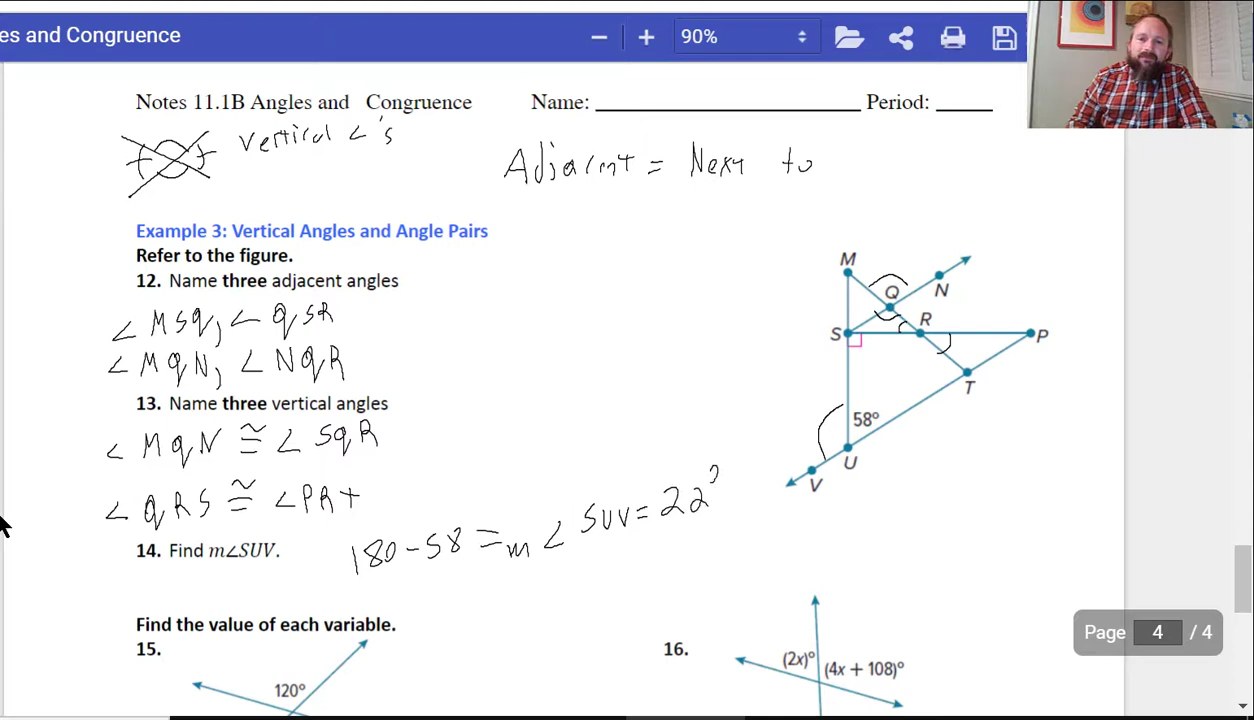 es and Congruence
90%
Notes 11.1B Angles and Congruence Name: Period:
Vertical ∠'s
Adjacent = Next to
Example 3: Vertical Angles and Angle Pairs
Refer to the figure.
12. Name three adjacent angles
∠MSQ, ∠QSR
∠MQN, ∠NQR
13. Name three vertical angles
∠MQN ≅ ∠SQR
∠QRS ≅ ∠PRT
14. Find m∠SUV.
180-58 = m∠SUV = 22°
M
N
Q
R
S
P
T
58°
U
V
Find the value of each variable.
15.
120°
16.
(2x)°
(4x + 108)°
Page 4 / 4